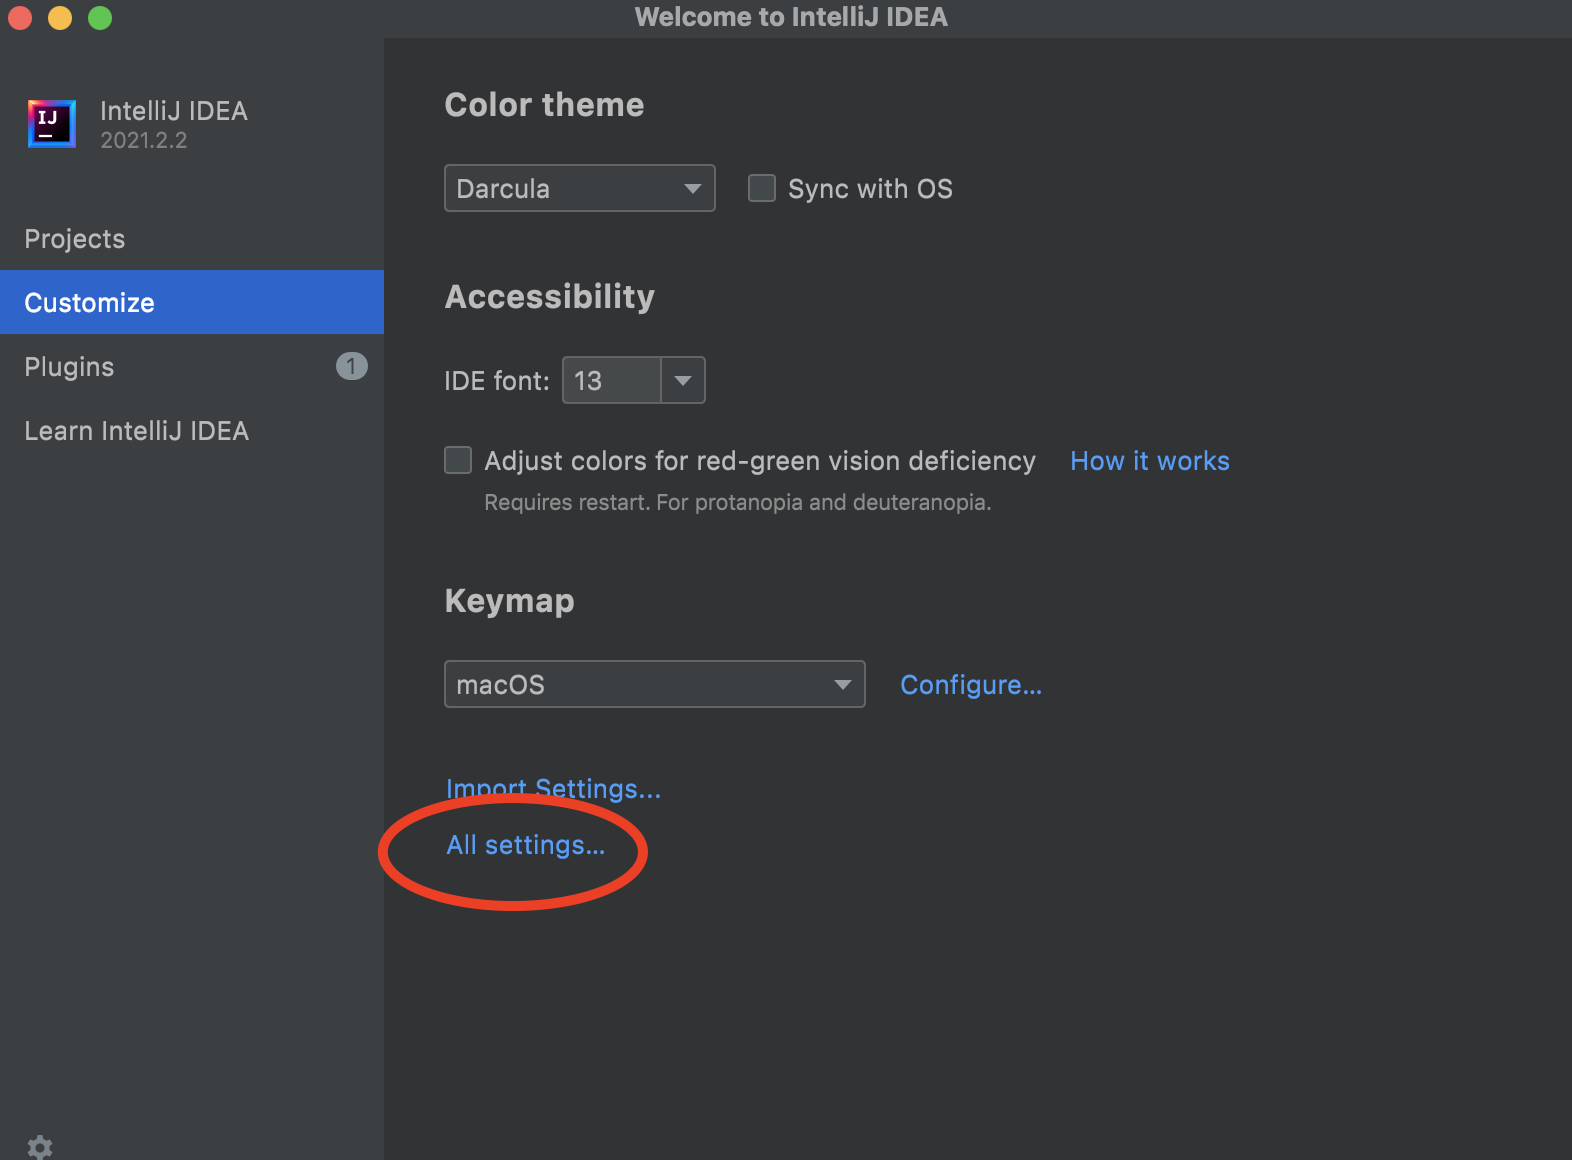 Welcome to IntelliJ IDEA
IJ
IntelliJ IDEA
2021.2.2
Projects
Customize
Plugins 1
Learn IntelliJ IDEA
Color theme
Darcula Sync with OS
Accessibility
IDE font: 13
Adjust colors for red-green vision deficiency How it works
Requires restart. For protanopia and deuteranopia.
Keymap
macOS Configure...
Import Settings...
All settings...